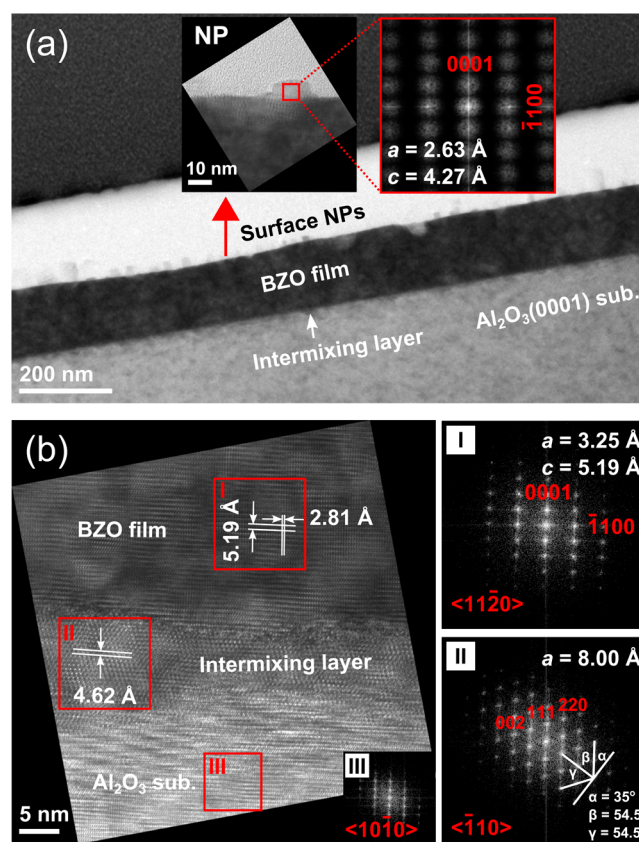 (a)
NP
10 nm
0001
1̄100
a = 2.63 Å
c = 4.27 Å
Surface NPs
BZO film
Intermixing layer
Al₂O₃(0001) sub.
200 nm
(b)
BZO film
I
5.19 Å
2.81 Å
II
4.62 Å
Intermixing layer
Al₂O₃ sub.
III
5 nm
III
<101̄0>
I
a = 3.25 Å
c = 5.19 Å
0001
1̄100
<112̄0>
II
a = 8.00 Å
002
111
220
β
α
γ
α = 35°
β = 54.5
γ = 54.5
<1̄10>